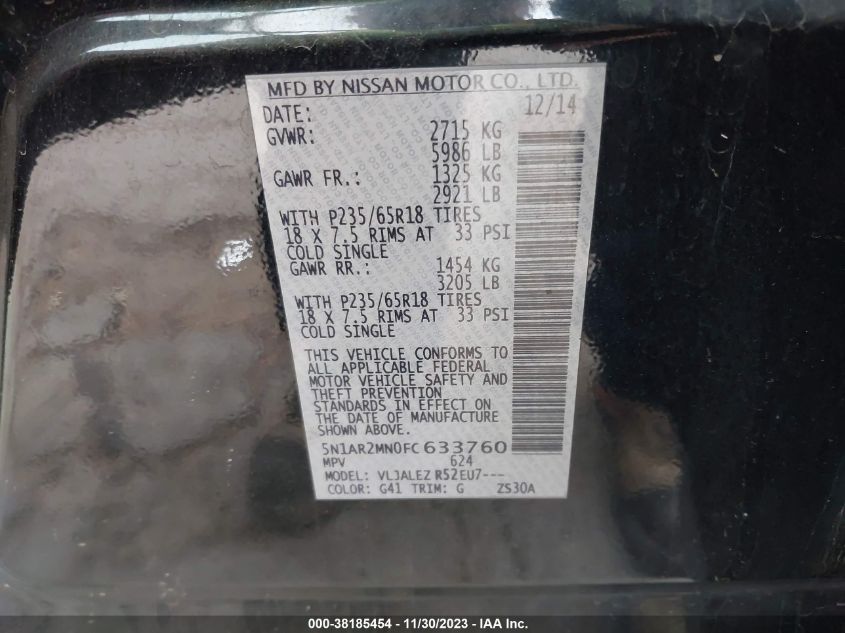 MFD BY NISSAN MOTOR CO., LTD.
DATE: 12/14
GVWR: 2715 KG
5986 LB
GAWR FR.: 1325 KG
2921 LB
WITH P235/65R18 TIRES
18 X 7.5 RIMS AT 33 PSI
COLD SINGLE
GAWR RR.: 1454 KG
3205 LB
WITH P235/65R18 TIRES
18 X 7.5 RIMS AT 33 PSI
COLD SINGLE
THIS VEHICLE CONFORMS TO
ALL APPLICABLE FEDERAL
MOTOR VEHICLE SAFETY AND
THEFT PREVENTION
STANDARDS IN EFFECT ON
THE DATE OF MANUFACTURE
SHOWN ABOVE.
5N1AR2MN0FC633760
MPV 624
MODEL: VLJALEZ R52EU7---
COLOR: G41 TRIM: G ZS30A
000-38185454 - 11/30/2023 - IAA Inc.